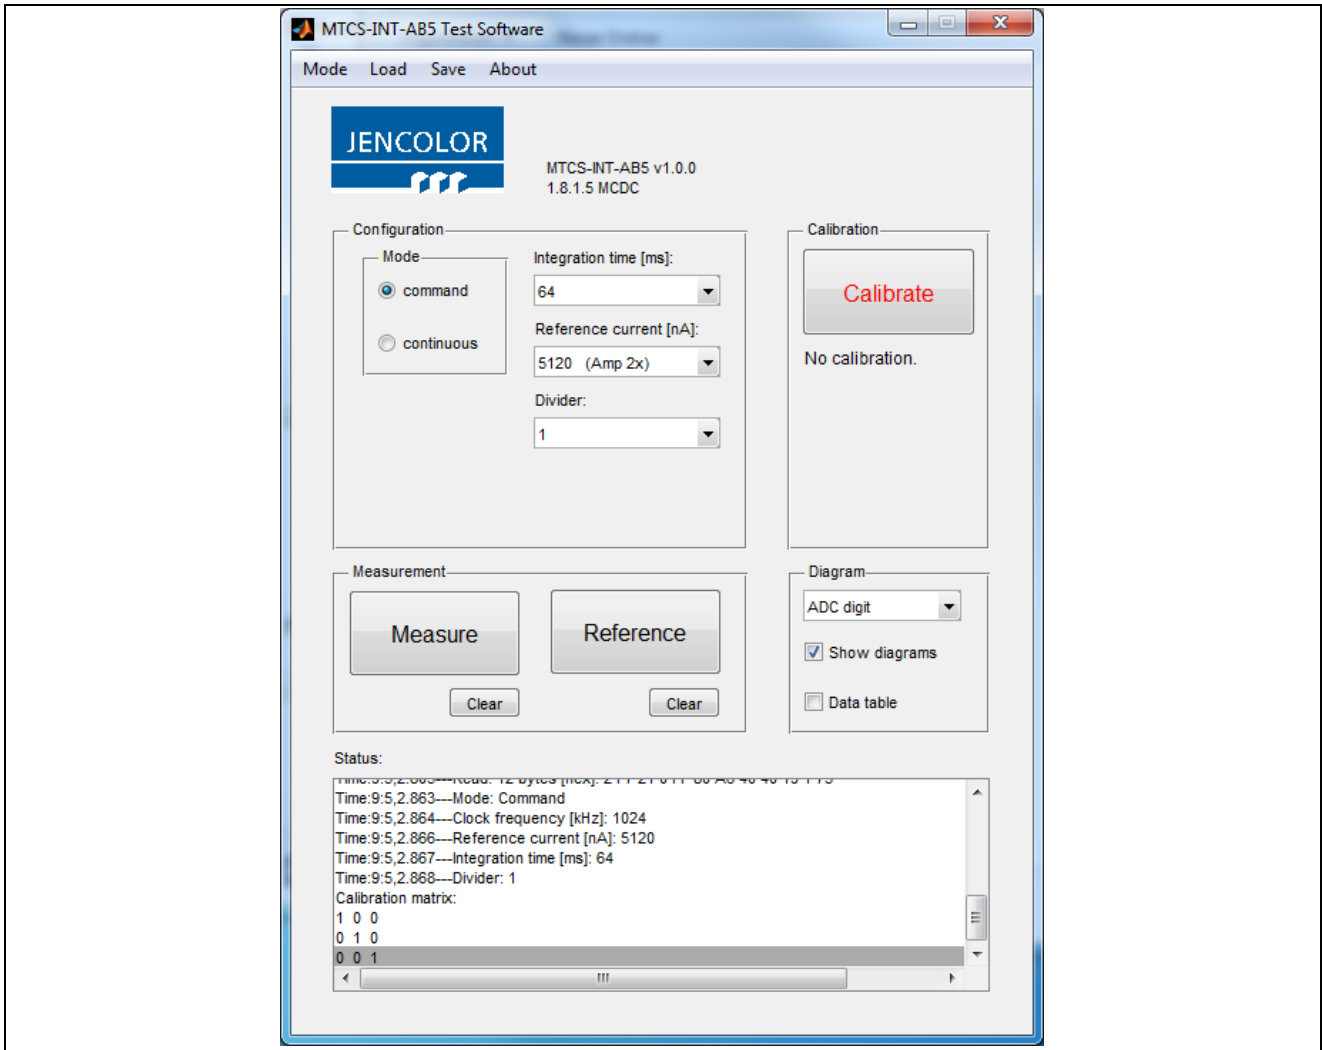 MTCS-INT-AB5 Test Software
Mode Load Save About
JENCOLOR
MTCS-INT-AB5 v1.0.0
1.8.1.5 MCDC
Configuration
Mode
command
continuous
Integration time [ms]:
64
Reference current [nA]:
5120 (Amp 2x)
Divider:
1
Calibration
Calibrate
No calibration.
Measurement
Measure
Reference
Clear
Clear
Diagram
ADC digit
Show diagrams
Data table
Status:
Time:9:5,2.863---Mode: Command
Time:9:5,2.864---Clock frequency [kHz]: 1024
Time:9:5,2.866---Reference current [nA]: 5120
Time:9:5,2.867---Integration time [ms]: 64
Time:9:5,2.868---Divider: 1
Calibration matrix:
1 0 0
0 1 0
0 0 1